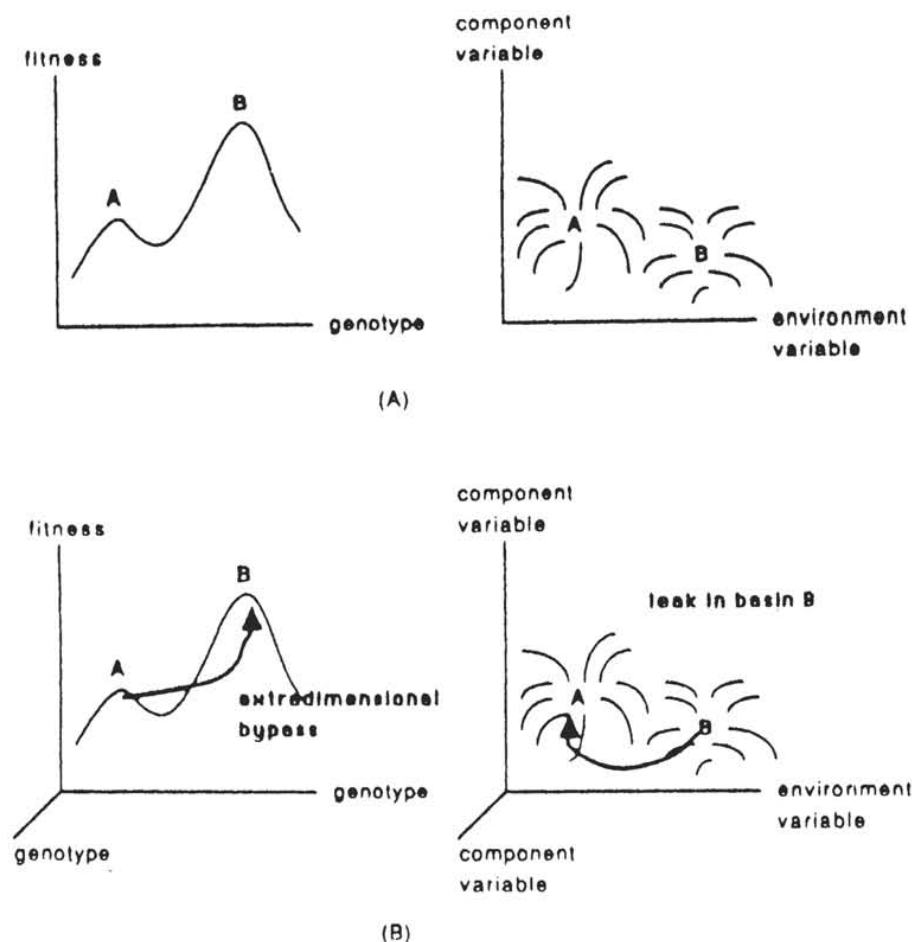 component
variable
fitness
B
A
genotype
A
B
environment
variable
(A)
component
variable
fitness
B
A
extradimensional
bypass
genotype
genotype
leak in basin B
A
B
environment
variable
component
variable
(B)